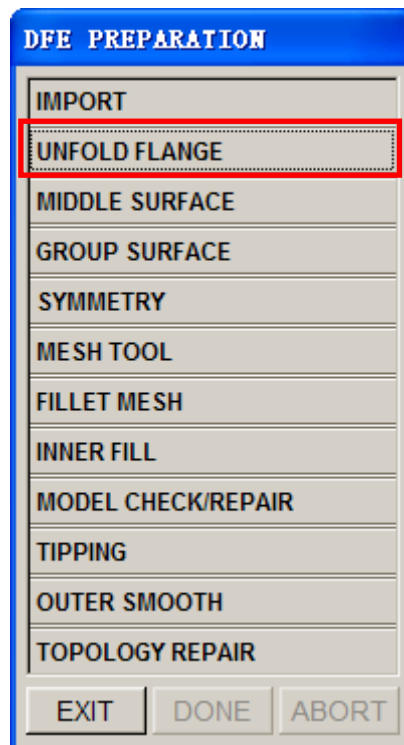 DFE PREPARATION
IMPORT
UNFOLD FLANGE
MIDDLE SURFACE
GROUP SURFACE
SYMMETRY
MESH TOOL
FILLET MESH
INNER FILL
MODEL CHECK/REPAIR
TIPPING
OUTER SMOOTH
TOPOLOGY REPAIR
EXIT DONE ABORT